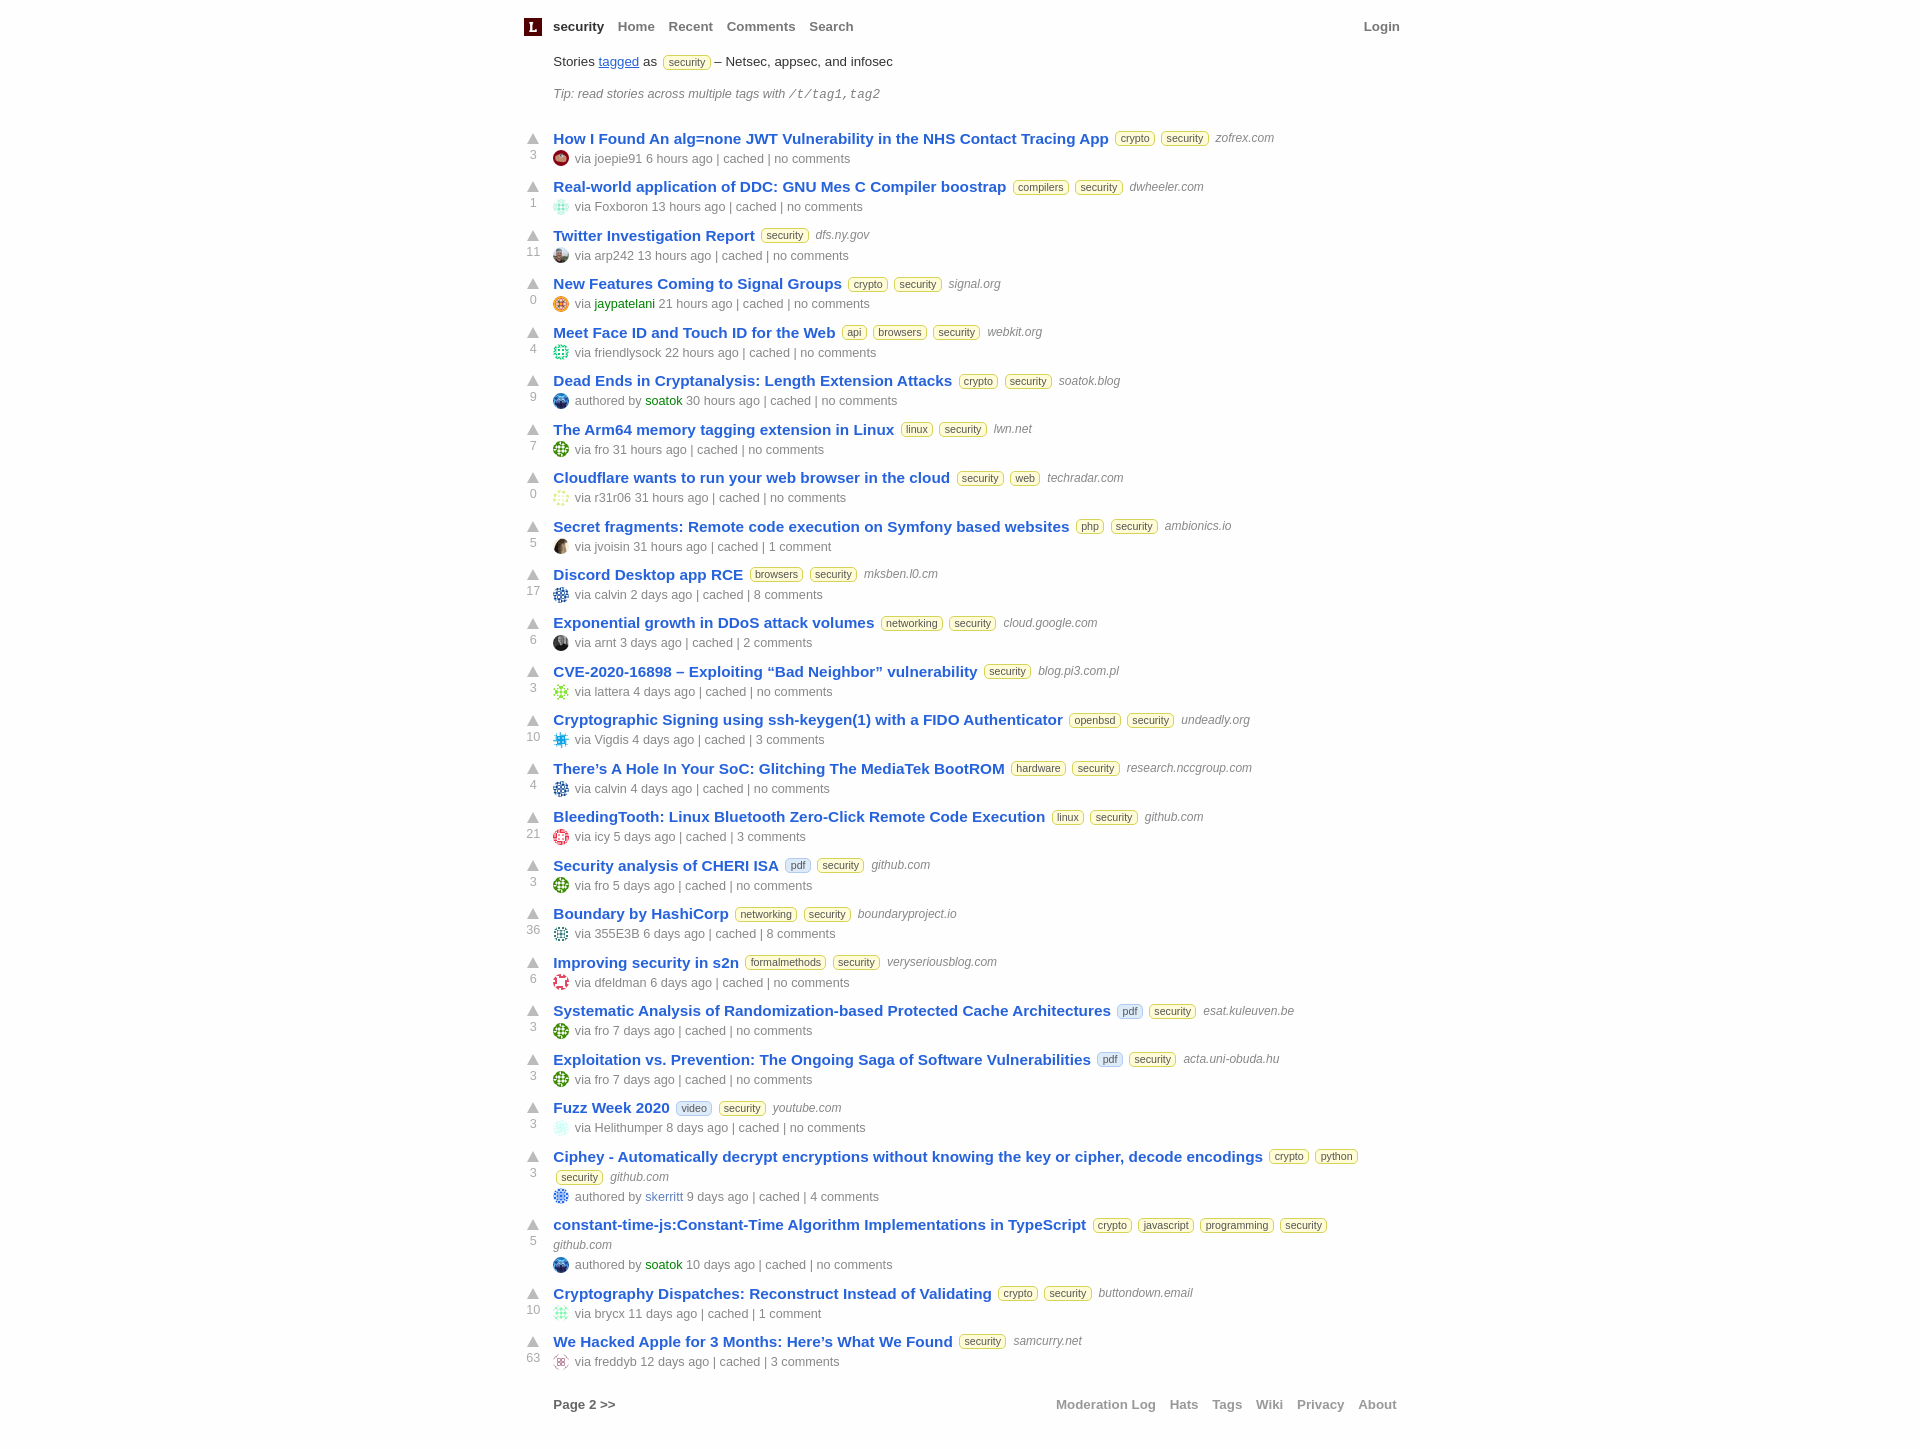 L security Home Recent Comments Search Login
Stories tagged as security – Netsec, appsec, and infosec
Tip: read stories across multiple tags with /t/tag1,tag2
How I Found An alg=none JWT Vulnerability in the NHS Contact Tracing App crypto security zofrex.com
3 via joepie91 6 hours ago | cached | no comments
Real-world application of DDC: GNU Mes C Compiler boostrap compilers security dwheeler.com
1 via Foxboron 13 hours ago | cached | no comments
Twitter Investigation Report security dfs.ny.gov
11 via arp242 13 hours ago | cached | no comments
New Features Coming to Signal Groups crypto security signal.org
0 via jaypatelani 21 hours ago | cached | no comments
Meet Face ID and Touch ID for the Web api browsers security webkit.org
4 via friendlysock 22 hours ago | cached | no comments
Dead Ends in Cryptanalysis: Length Extension Attacks crypto security soatok.blog
9 authored by soatok 30 hours ago | cached | no comments
The Arm64 memory tagging extension in Linux linux security lwn.net
7 via fro 31 hours ago | cached | no comments
Cloudflare wants to run your web browser in the cloud security web techradar.com
0 via r31r06 31 hours ago | cached | no comments
Secret fragments: Remote code execution on Symfony based websites php security ambionics.io
5 via jvoisin 31 hours ago | cached | 1 comment
Discord Desktop app RCE browsers security mksben.l0.cm
17 via calvin 2 days ago | cached | 8 comments
Exponential growth in DDoS attack volumes networking security cloud.google.com
6 via arnt 3 days ago | cached | 2 comments
CVE-2020-16898 – Exploiting “Bad Neighbor” vulnerability security blog.pi3.com.pl
3 via lattera 4 days ago | cached | no comments
Cryptographic Signing using ssh-keygen(1) with a FIDO Authenticator openbsd security undeadly.org
10 via Vigdis 4 days ago | cached | 3 comments
There’s A Hole In Your SoC: Glitching The MediaTek BootROM hardware security research.nccgroup.com
4 via calvin 4 days ago | cached | no comments
BleedingTooth: Linux Bluetooth Zero-Click Remote Code Execution linux security github.com
21 via icy 5 days ago | cached | 3 comments
Security analysis of CHERI ISA pdf security github.com
3 via fro 5 days ago | cached | no comments
Boundary by HashiCorp networking security boundaryproject.io
36 via 355E3B 6 days ago | cached | 8 comments
Improving security in s2n formalmethods security veryseriousblog.com
6 via dfeldman 6 days ago | cached | no comments
Systematic Analysis of Randomization-based Protected Cache Architectures pdf security esat.kuleuven.be
3 via fro 7 days ago | cached | no comments
Exploitation vs. Prevention: The Ongoing Saga of Software Vulnerabilities pdf security acta.uni-obuda.hu
3 via fro 7 days ago | cached | no comments
Fuzz Week 2020 video security youtube.com
3 via Helithumper 8 days ago | cached | no comments
Ciphey - Automatically decrypt encryptions without knowing the key or cipher, decode encodings crypto python
3 security github.com
authored by skerritt 9 days ago | cached | 4 comments
constant-time-js:Constant-Time Algorithm Implementations in TypeScript crypto javascript programming security
5 github.com
authored by soatok 10 days ago | cached | no comments
Cryptography Dispatches: Reconstruct Instead of Validating crypto security buttondown.email
10 via brycx 11 days ago | cached | 1 comment
We Hacked Apple for 3 Months: Here’s What We Found security samcurry.net
63 via freddyb 12 days ago | cached | 3 comments
Page 2 >> Moderation Log Hats Tags Wiki Privacy About